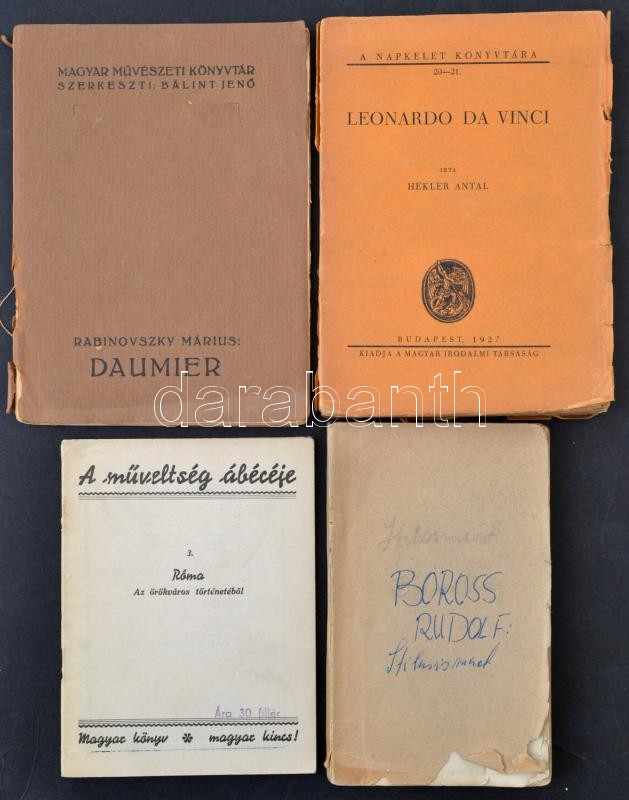 MAGYAR MŰVÉSZETI KÖNYVTÁR
SZERKESZTI: BÁLINT JENŐ
RABINOVSZKY MÁRIUS:
DAUMIER
A NAPKELET KÖNYVTÁRA
20—21.
LEONARDO DA VINCI
IRTA
HEKLER ANTAL
BUDAPEST, 1927
KIADJA A MAGYAR IRODALMI TÁRSASÁG
darabanth
A műveltség ábécéje
3.
Róma
Az örökváros történetéből
Ára 30 fillér
Magyar könyv * magyar kincs!
BOROSS
RUDOLF:
Stílusismeret